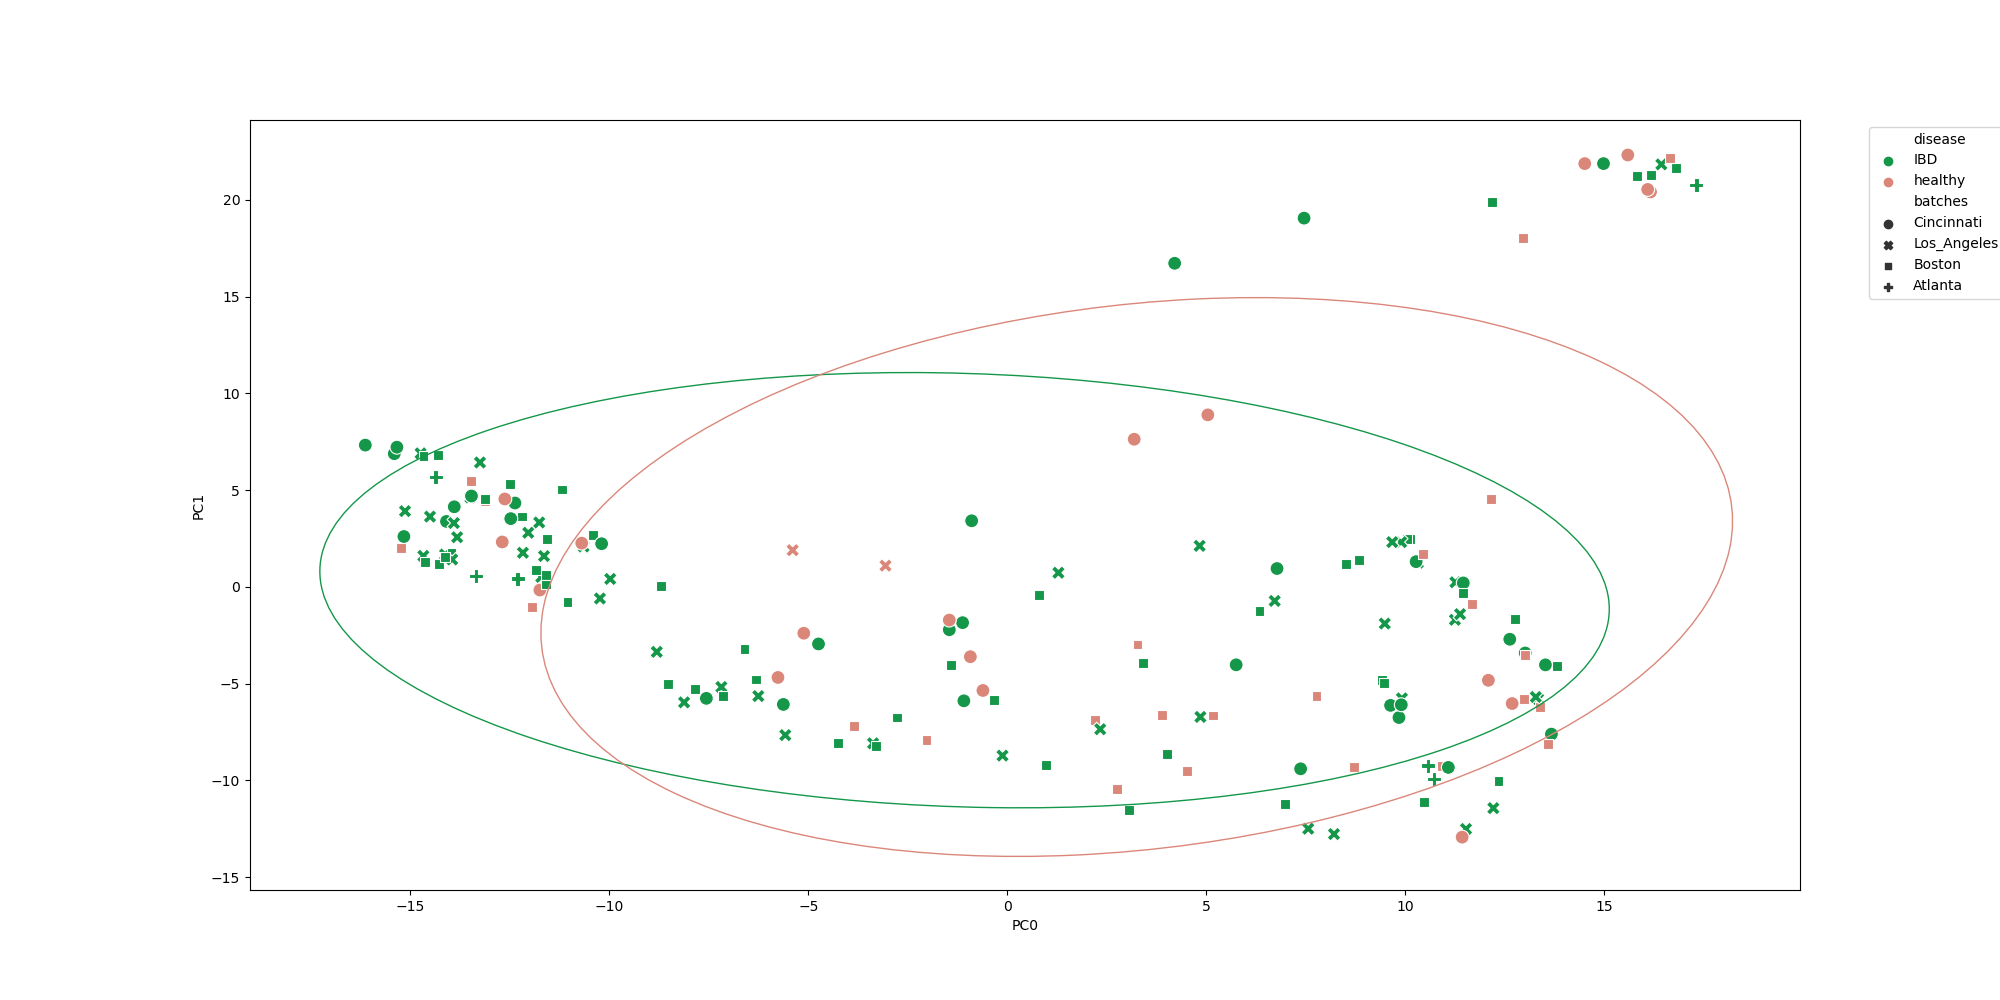 disease
IBD
healthy
batches
Cincinnati
Los_Angeles
Boston
Atlanta
20
15
10
5
0
−5
−10
−15
PC1
−15
−10
−5
0
5
10
15
PC0